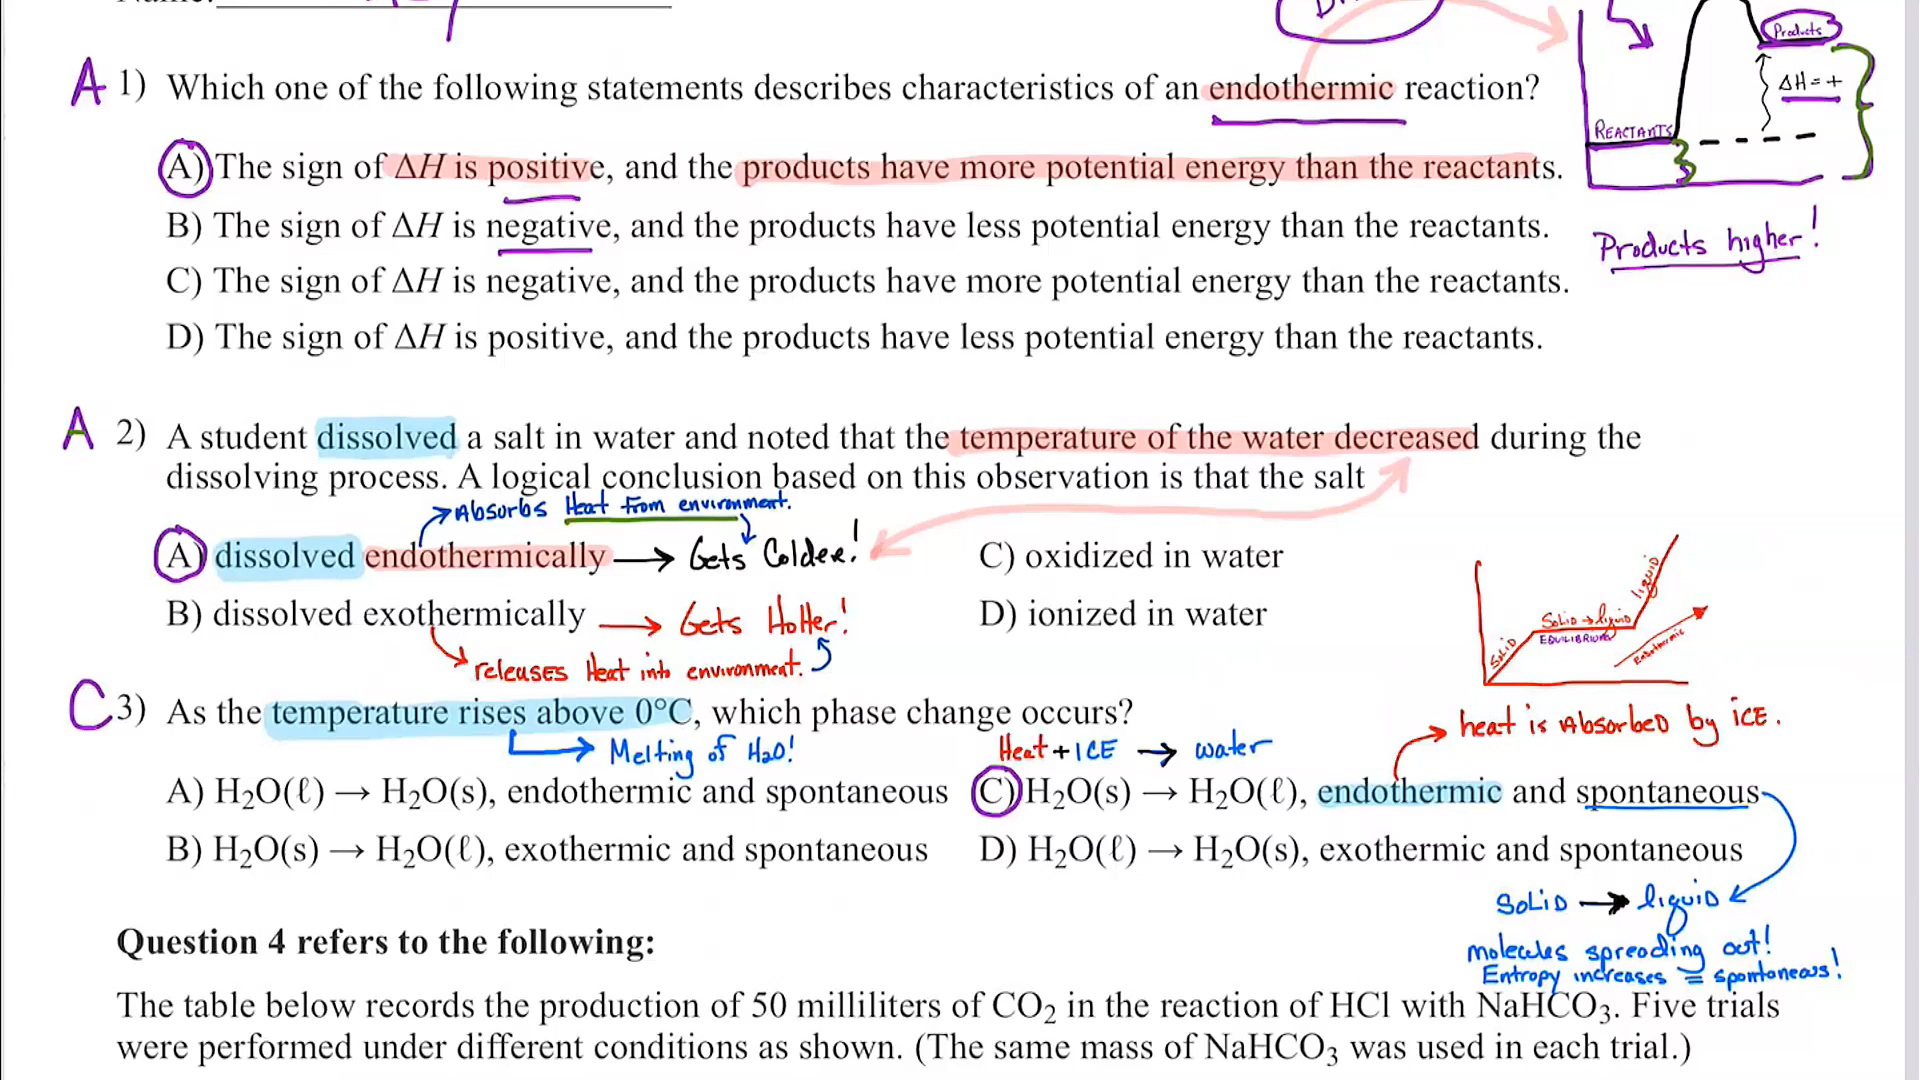 Name:
Products
ΔH = +
REACTANTS
Products higher!
A 1) Which one of the following statements describes characteristics of an endothermic reaction?
A) The sign of ΔH is positive, and the products have more potential energy than the reactants.
B) The sign of ΔH is negative, and the products have less potential energy than the reactants.
C) The sign of ΔH is negative, and the products have more potential energy than the reactants.
D) The sign of ΔH is positive, and the products have less potential energy than the reactants.
A 2) A student dissolved a salt in water and noted that the temperature of the water decreased during the
dissolving process. A logical conclusion based on this observation is that the salt
Absorbs Heat from environment.
A) dissolved endothermically → Gets Colder!
C) oxidized in water
B) dissolved exothermically → Gets Hotter!
D) ionized in water
releases Heat into environment.
Solid
Solid → liquid
EQUILIBRIUM
liquid
Endothermic
C 3) As the temperature rises above 0°C, which phase change occurs?
heat is Absorbed by ICE.
Melting of H2O!
Heat + ICE → water
A) H₂O(ℓ) → H₂O(s), endothermic and spontaneous
C) H₂O(s) → H₂O(ℓ), endothermic and spontaneous
B) H₂O(s) → H₂O(ℓ), exothermic and spontaneous
D) H₂O(ℓ) → H₂O(s), exothermic and spontaneous
SOLID → liquid
molecules spreading out!
Entropy increases = spontaneous!
Question 4 refers to the following:
The table below records the production of 50 milliliters of CO₂ in the reaction of HCl with NaHCO₃. Five trials
were performed under different conditions as shown. (The same mass of NaHCO₃ was used in each trial.)